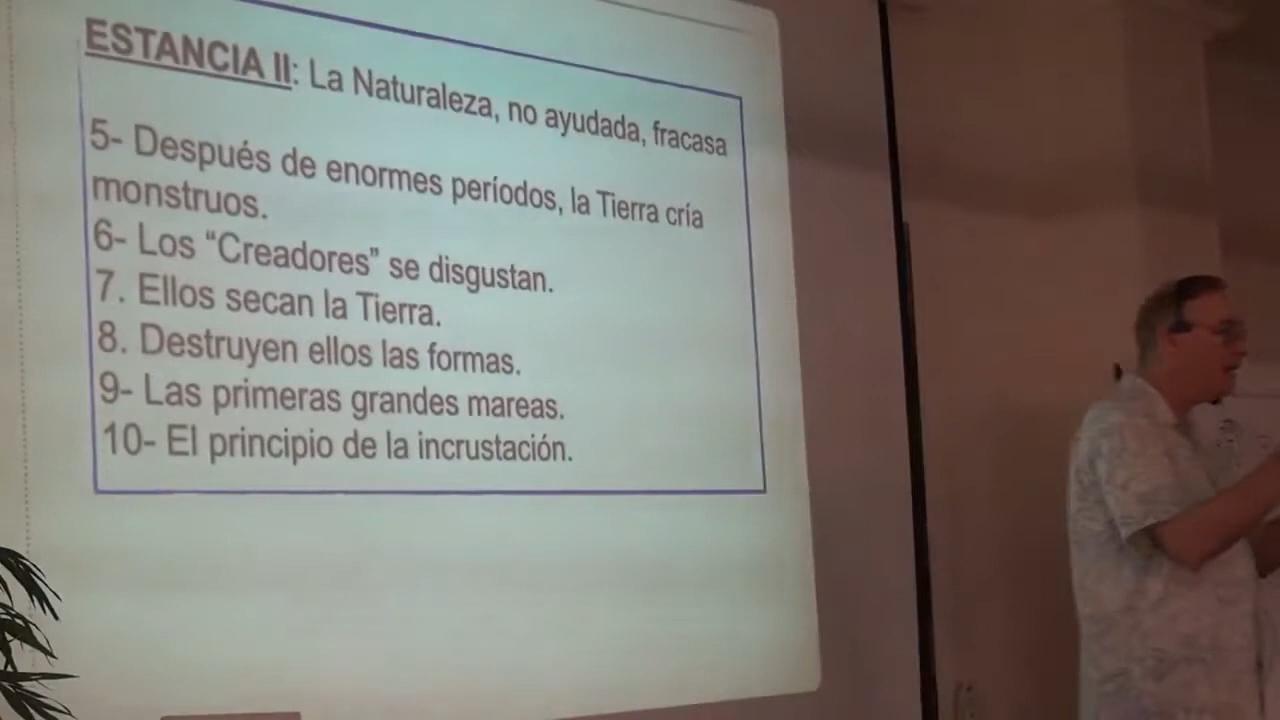 ESTANCIA II: La Naturaleza, no ayudada, fracasa
5- Después de enormes períodos, la Tierra cría
monstruos.
6- Los “Creadores” se disgustan.
7. Ellos secan la Tierra.
8. Destruyen ellos las formas.
9- Las primeras grandes mareas.
10- El principio de la incrustación.